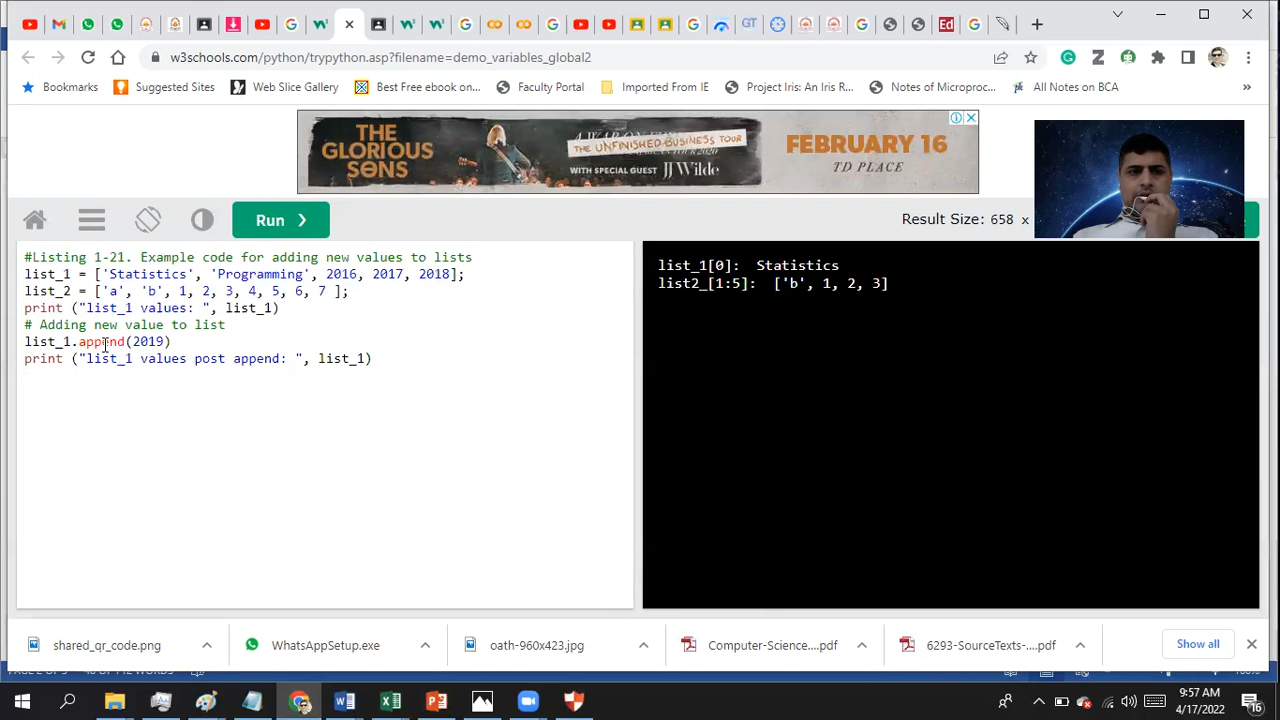 w3schools.com/python/trypython.asp?filename=demo_variables_global2
Bookmarks
Suggested Sites
Web Slice Gallery
Best Free ebook on...
Faculty Portal
Imported From IE
Project Iris: An Iris R...
Notes of Microproc...
All Notes on BCA
»
THE
GLORIOUS
SONS
A WAR ON EVERYTHING TOUR 2020
THE UNFINISHED BUSINESS TOUR
WITH SPECIAL GUEST JJ Wilde
FEBRUARY 16
TD PLACE
Run ❯
Result Size: 658 x
#Listing 1-21. Example code for adding new values to lists
list_1 = ['Statistics', 'Programming', 2016, 2017, 2018];
list_2 = ['a', 'b', 1, 2, 3, 4, 5, 6, 7 ];
print ("list_1 values: ", list_1)
# Adding new value to list
list_1.append(2019)
print ("list_1 values post append: ", list_1)
list_1[0]:  Statistics
list2_[1:5]:  ['b', 1, 2, 3]
shared_qr_code.png
WhatsAppSetup.exe
oath-960x423.jpg
Computer-Science....pdf
6293-SourceTexts-....pdf
Show all
9:57 AM
4/17/2022
16